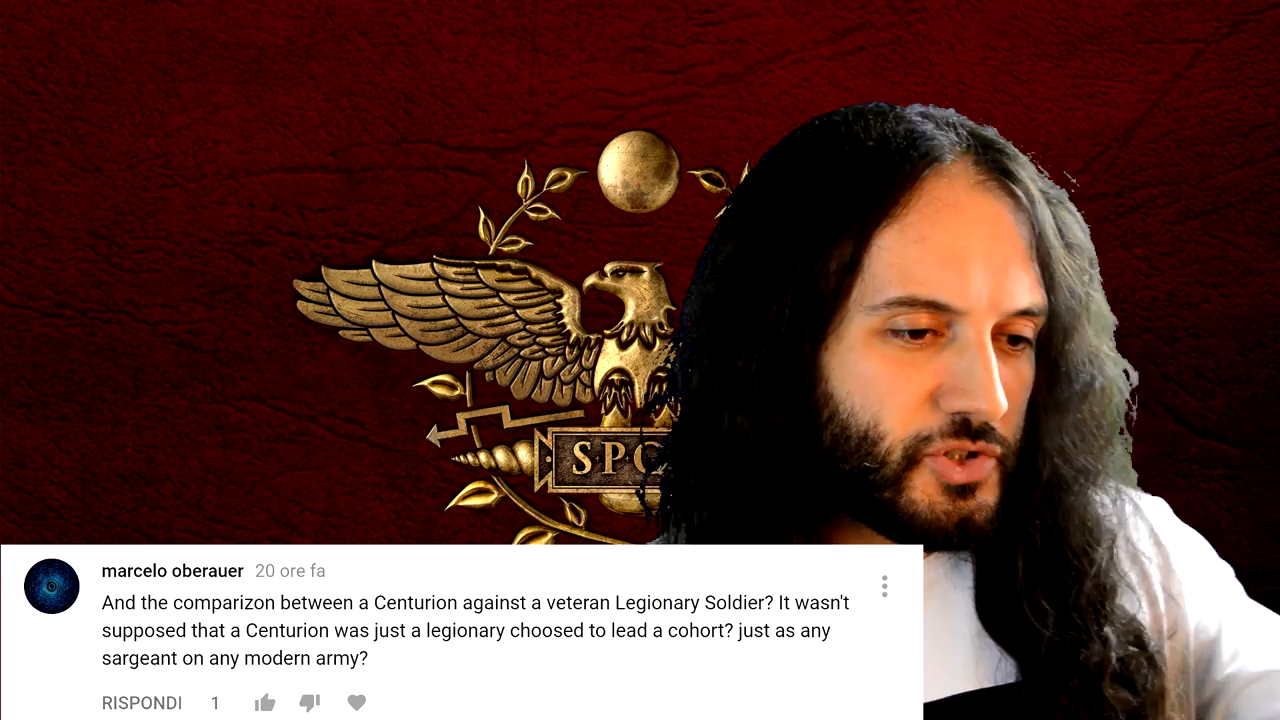 SPQ
marcelo oberauer 20 ore fa
And the comparizon between a Centurion against a veteran Legionary Soldier? It wasn't
supposed that a Centurion was just a legionary choosed to lead a cohort? just as any
sargeant on any modern army?
RISPONDI 1